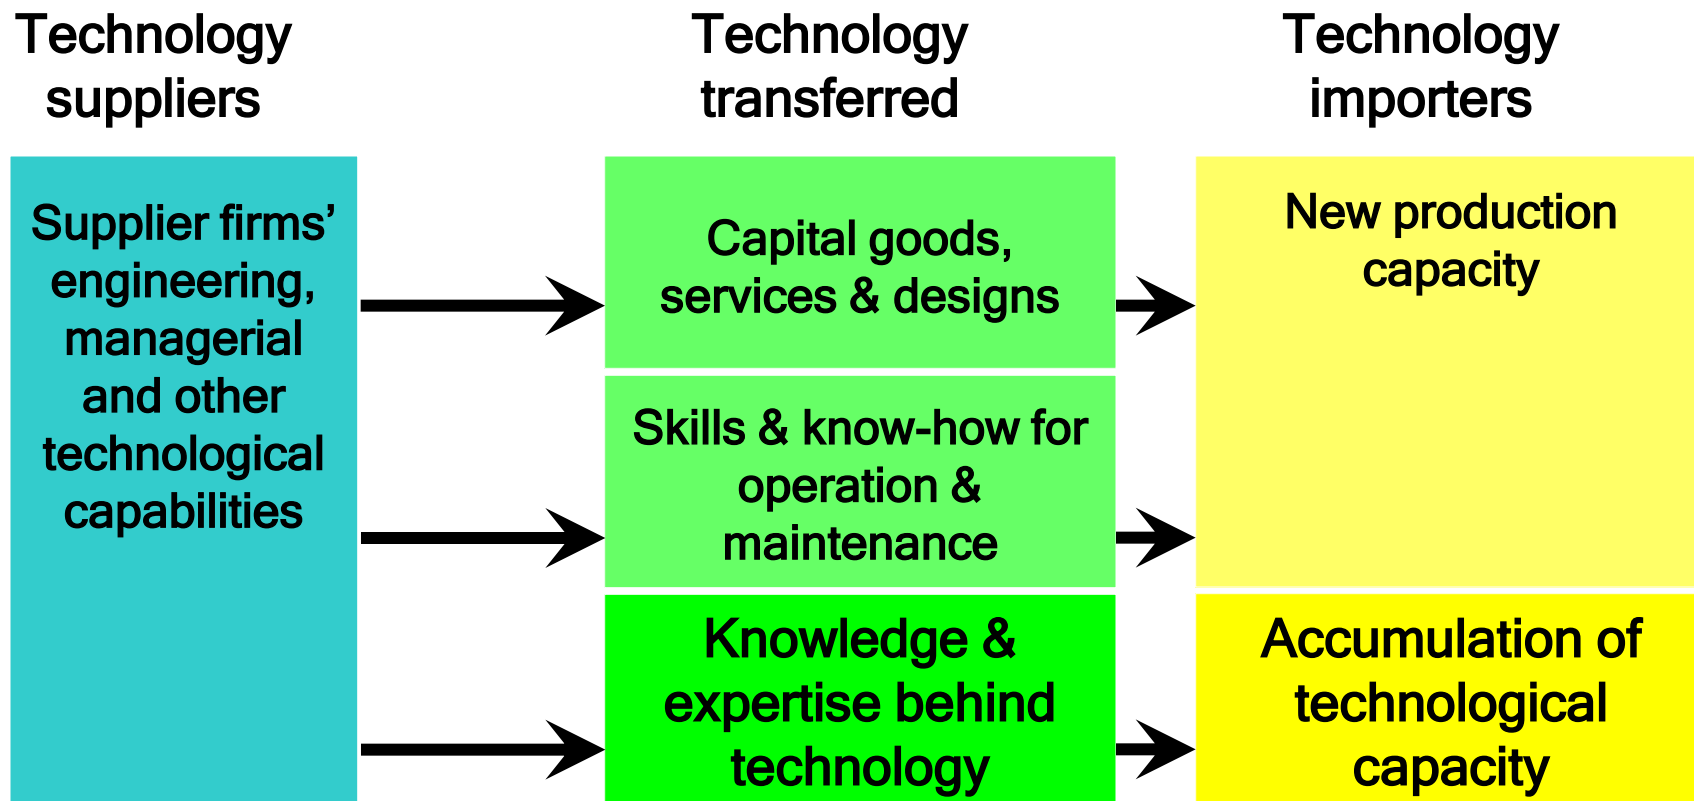 Technology
suppliers
Technology
transferred
Technology
importers
Supplier firms’
engineering,
managerial
and other
technological
capabilities
Capital goods,
services & designs
Skills & know-how for
operation &
maintenance
Knowledge &
expertise behind
technology
New production
capacity
Accumulation of
technological
capacity